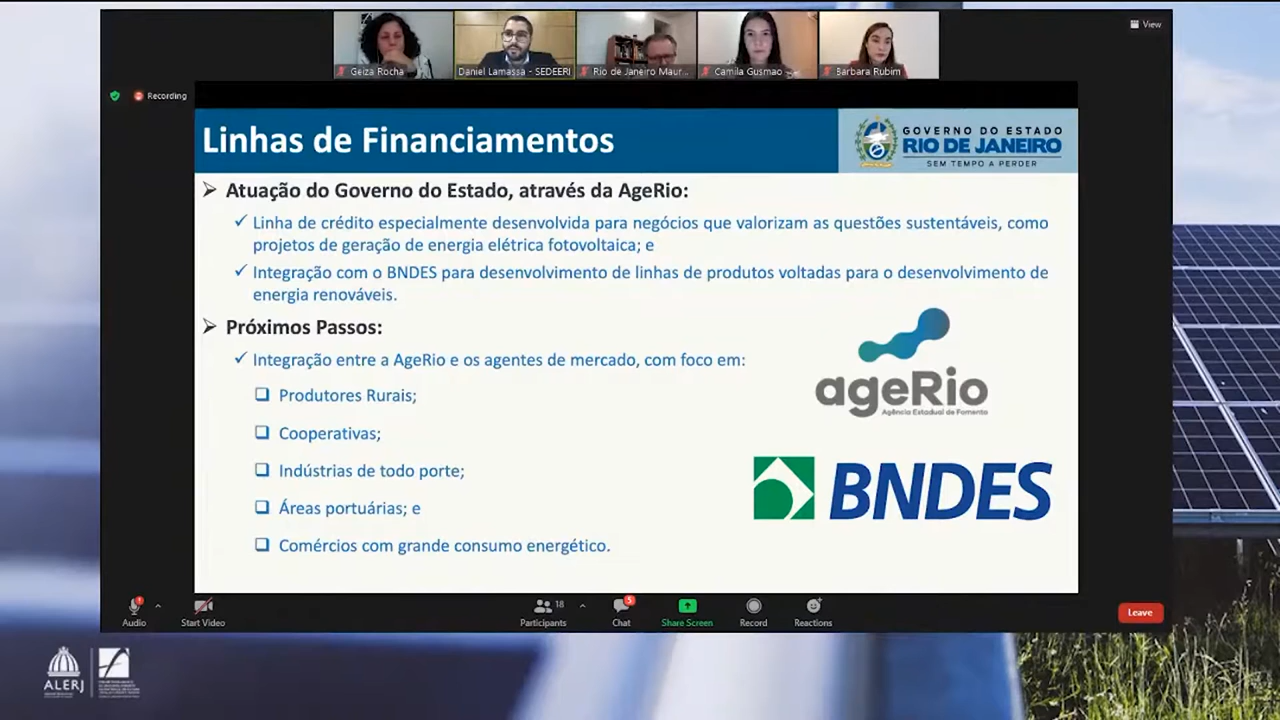 View
Geiza Rocha
Daniel Lamassa - SEDEERI
Rio de Janeiro Maur...
Camila Gusmao
Bárbara Rubim
Recording
Linhas de Financiamentos
GOVERNO DO ESTADO
RIO DE JANEIRO
SEM TEMPO A PERDER
Atuação do Governo do Estado, através da AgeRio:
Linha de crédito especialmente desenvolvida para negócios que valorizam as questões sustentáveis, como
projetos de geração de energia elétrica fotovoltaica; e
Integração com o BNDES para desenvolvimento de linhas de produtos voltadas para o desenvolvimento de
energia renováveis.
Próximos Passos:
Integração entre a AgeRio e os agentes de mercado, com foco em:
Produtores Rurais;
Cooperativas;
Indústrias de todo porte;
Áreas portuárias; e
Comércios com grande consumo energético.
ageRio
Agência Estadual de Fomento
BNDES
Audio
Start Video
18
Participants
5
Chat
Share Screen
Record
Reactions
Leave
ALERJ